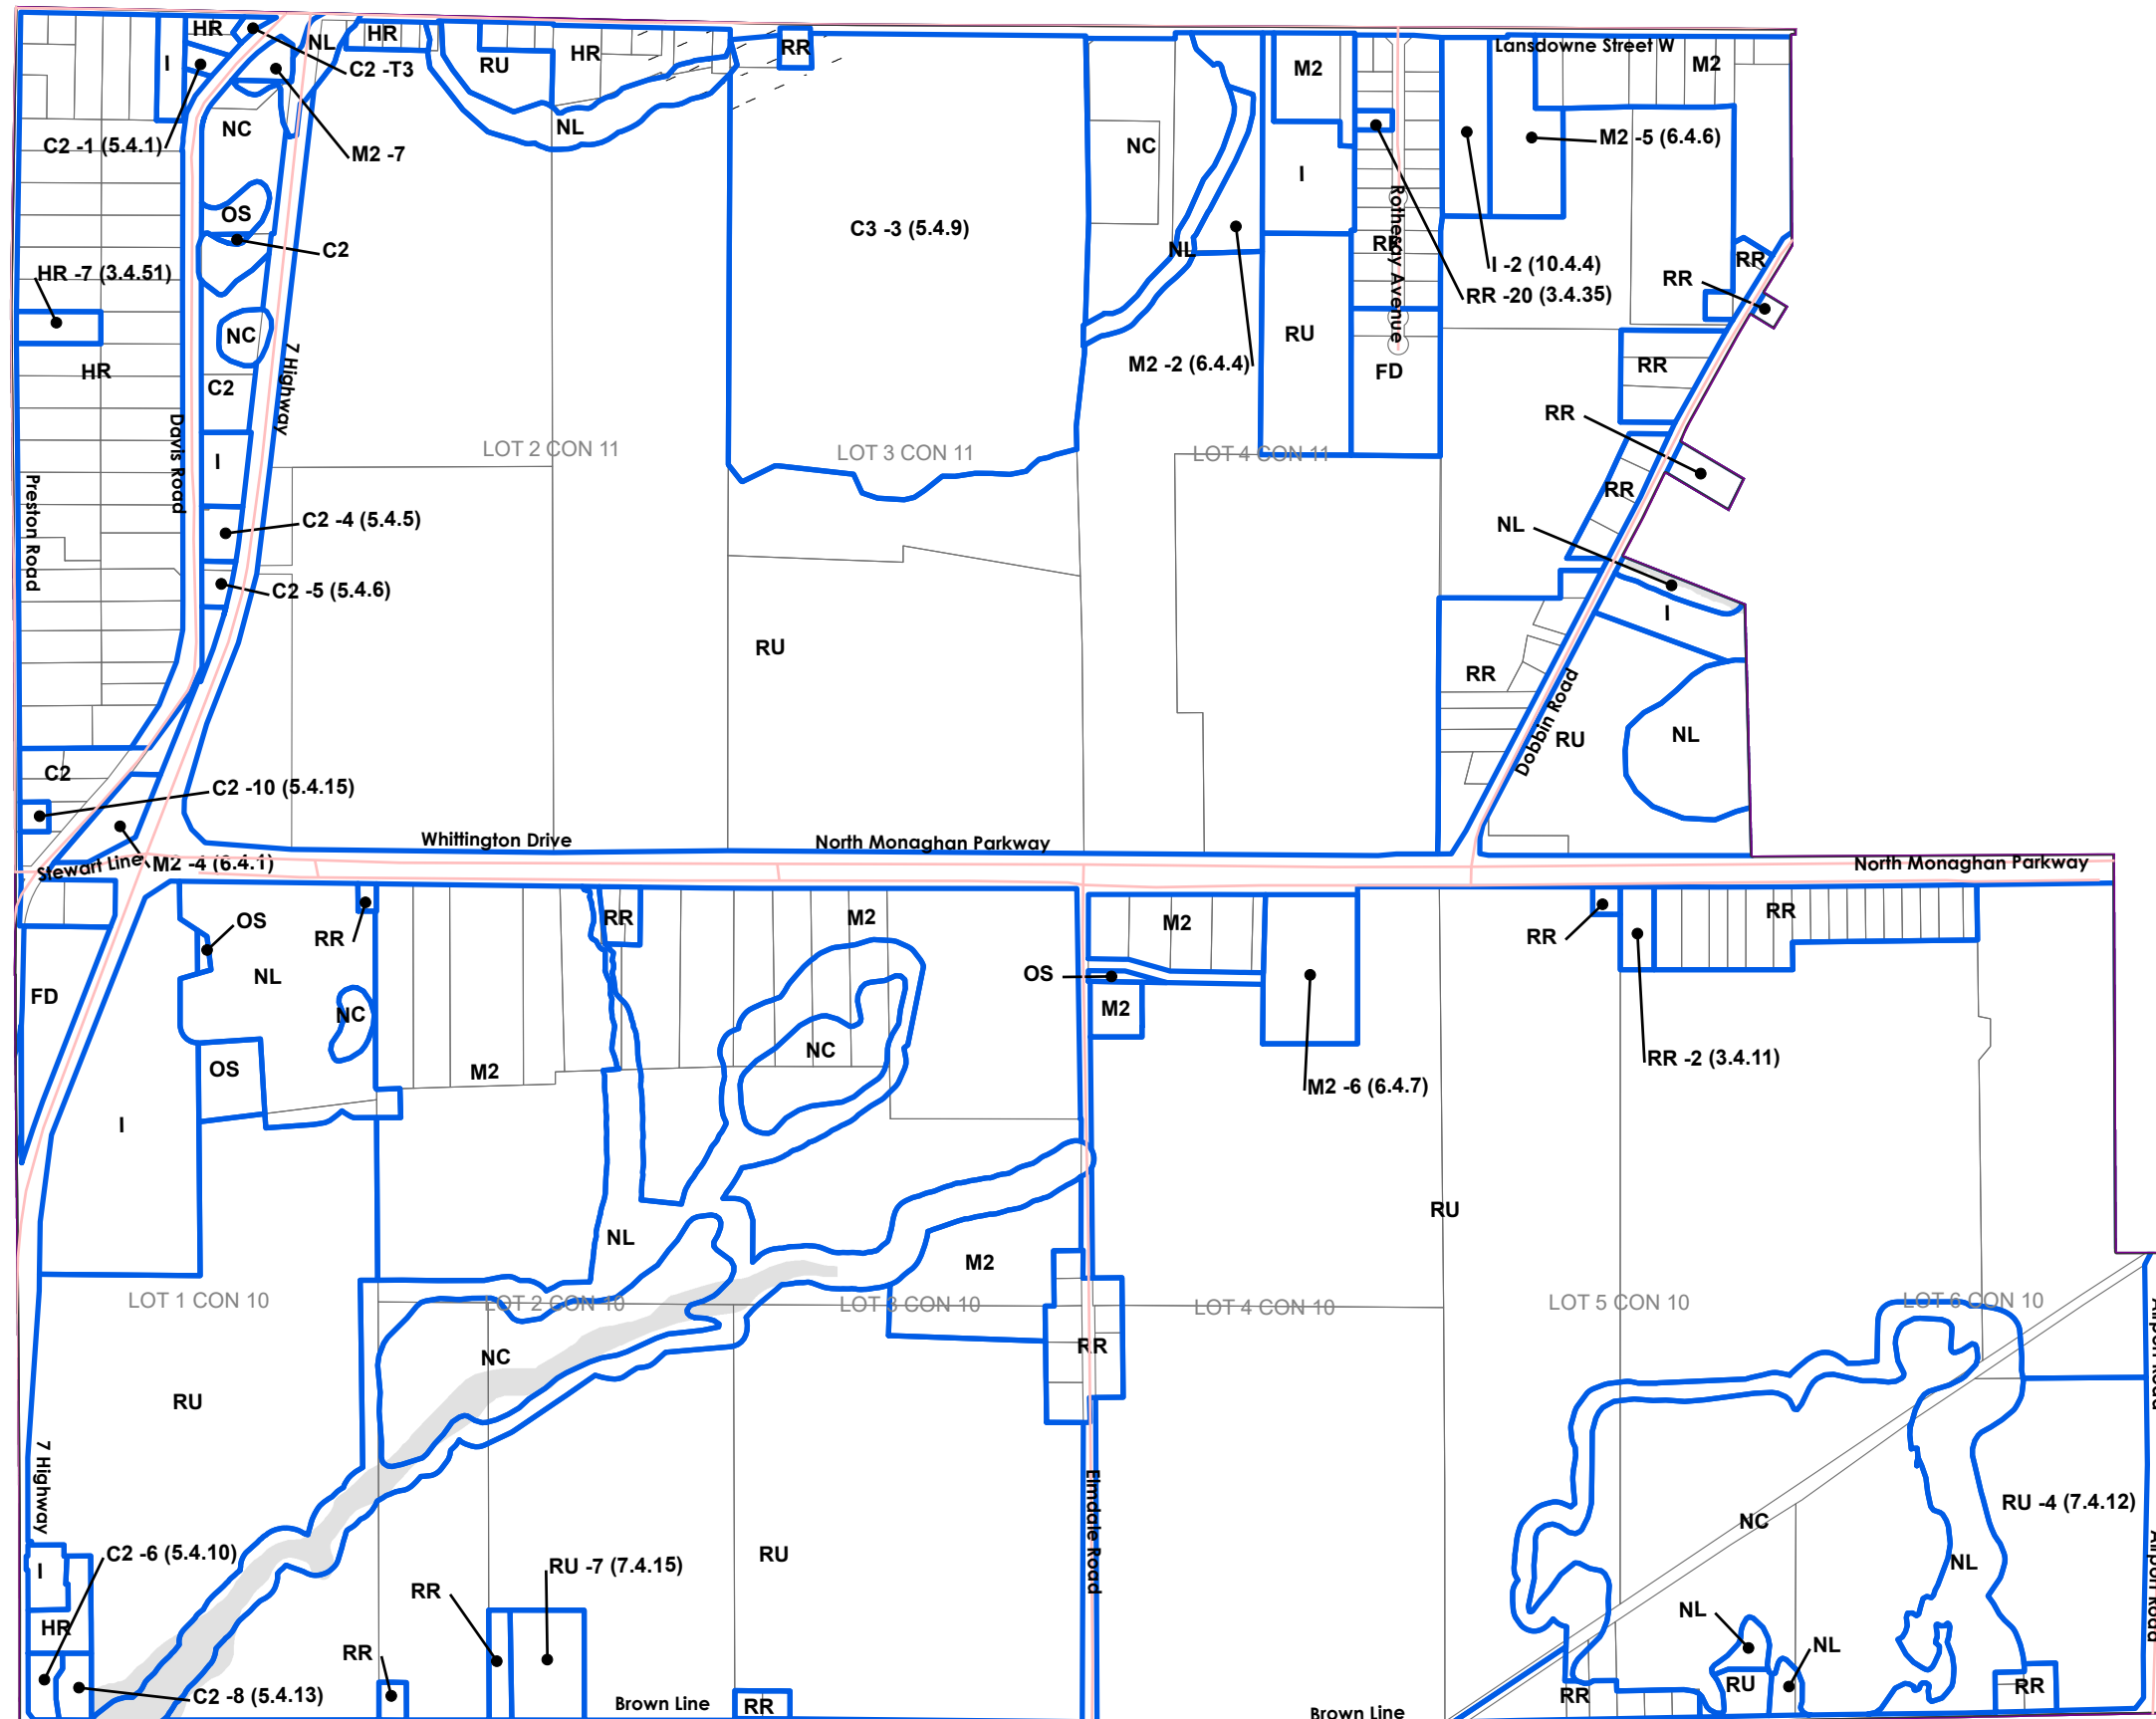 HR
NL
HR
I
C2 -T3
RU
HR
RR
Lansdowne Street W
M2
M2
NC
C2 -1 (5.4.1)
M2 -7
NL
NC
M2 -5 (6.4.6)
I
OS
C2
C3 -3 (5.4.9)
NL
RR
Rotheway Avenue
I -2 (10.4.4)
RR -20 (3.4.35)
RR
RR
HR -7 (3.4.51)
NC
7 Highway
HR
C2
M2 -2 (6.4.4)
RU
FD
RR
RR
Davis Road
I
LOT 2 CON 11
LOT 3 CON 11
LOT 4 CON 11
RR
Preston Road
C2 -4 (5.4.5)
NL
C2 -5 (5.4.6)
I
RU
RR
Dobbin Road
RU
NL
C2
C2 -10 (5.4.15)
Whittington Drive
North Monaghan Parkway
Stewart Line
M2 -4 (6.4.1)
North Monaghan Parkway
OS
RR
RR
M2
M2
RR
RR
NL
OS
FD
NC
M2
NC
M2
OS
M2 -6 (6.4.7)
RR -2 (3.4.11)
I
RU
NL
M2
LOT 1 CON 10
LOT 2 CON 10
LOT 3 CON 10
LOT 4 CON 10
LOT 5 CON 10
LOT 6 CON 10
Airport Road
NC
RR
RU
7 Highway
Elmdale Road
RU -4 (7.4.12)
NC
C2 -6 (5.4.10)
I
RU -7 (7.4.15)
RU
NL
Airport Road
RR
HR
RR
NL
NL
C2 -8 (5.4.13)
Brown Line
RR
Brown Line
RR
RU
RR